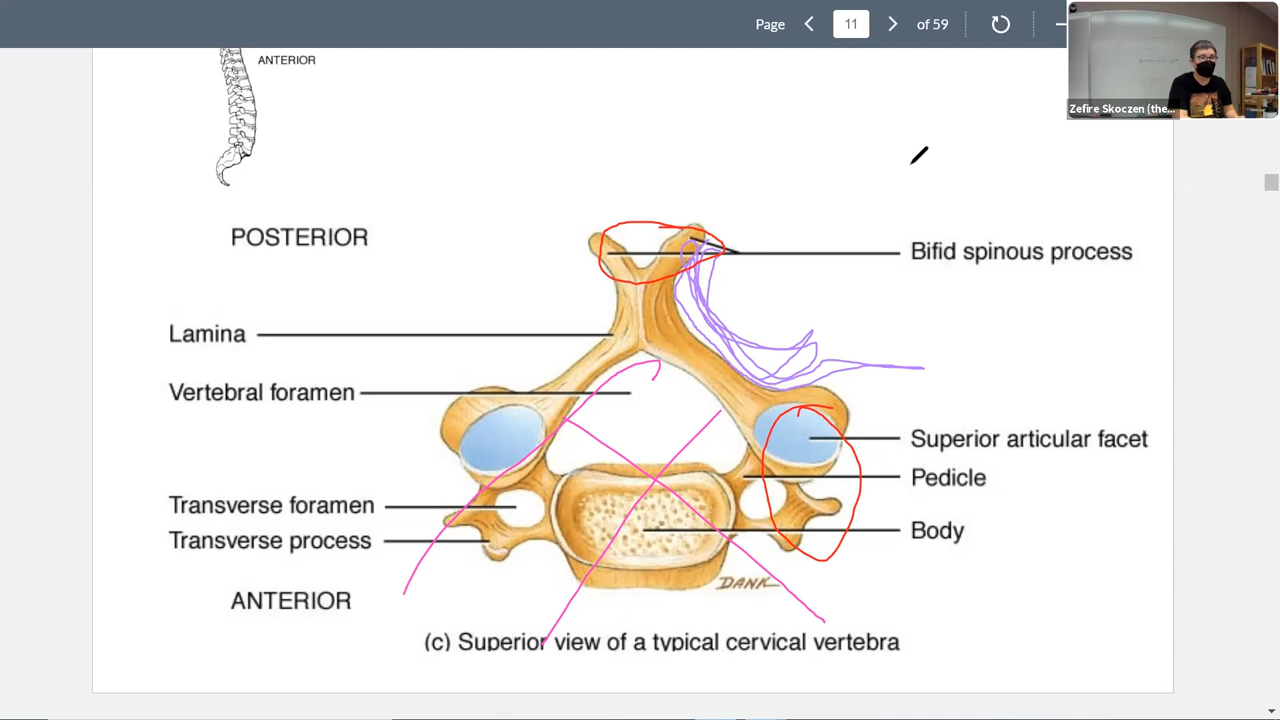 Page 11 of 59
Zefire Skoczen (the...
ANTERIOR
POSTERIOR
Bifid spinous process
Lamina
Vertebral foramen
Superior articular facet
Pedicle
Transverse foramen
Body
Transverse process
DANK
ANTERIOR
(c) Superior view of a typical cervical vertebra